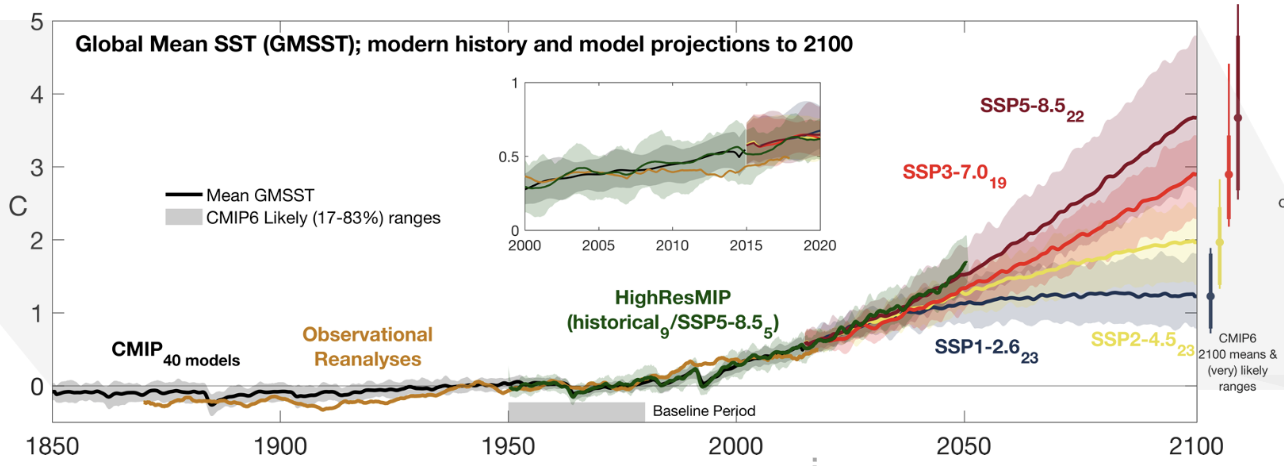 Global Mean SST (GMSST); modern history and model projections to 2100
5
4
3
2
1
0
C
Mean GMSST
CMIP6 Likely (17-83%) ranges
1
0.5
0
2000 2005 2010 2015 2020
SSP5-8.5₂₂
SSP3-7.0₁₉
HighResMIP
(historical₉/SSP5-8.5₅)
Observational
Reanalyses
CMIP₄₀ ₘₒdₑₗₛ
SSP1-2.6₂₃
SSP2-4.5₂₃
CMIP6
2100 means &
(very) likely
ranges
Baseline Period
1850 1900 1950 2000 2050 2100